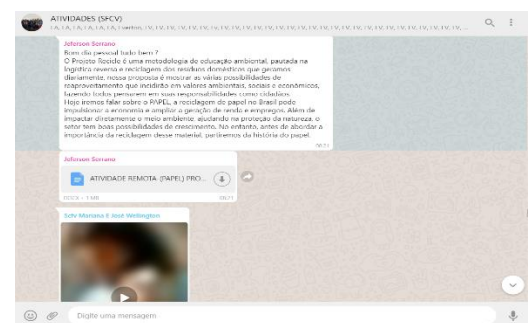 ATIVIDADES (SFCV)
Jeferson Serrano
Bom dia pessoal tudo bem ?
O Projeto Recicle é uma metodologia de educação ambiental, pautada na
logística reversa e reciclagem dos resíduos domésticos que geramos
diariamente, nossa proposta é mostrar as várias possibilidades de
reaproveitamento que incidirão em valores ambientais, sociais e econômicos,
fazendo todos pensarem em suas responsabilidades como cidadãos.
Hoje iremos falar sobre o PAPEL, a reciclagem do papel no Brasil pode
impulsionar a economia e ampliar a geração de renda e empregos. Além de
impactar diretamente o meio ambiente, ajudando na proteção da natureza, o
setor tem boas possibilidades de crescimento. No entanto, antes de abordar a
importância da reciclagem desse material, partiremos da história do papel.
Jeferson Serrano
ATIVIDADE REMOTA-(PAPEL) PRO...
Scfv Mariana E José Wellington
Digite uma mensagem